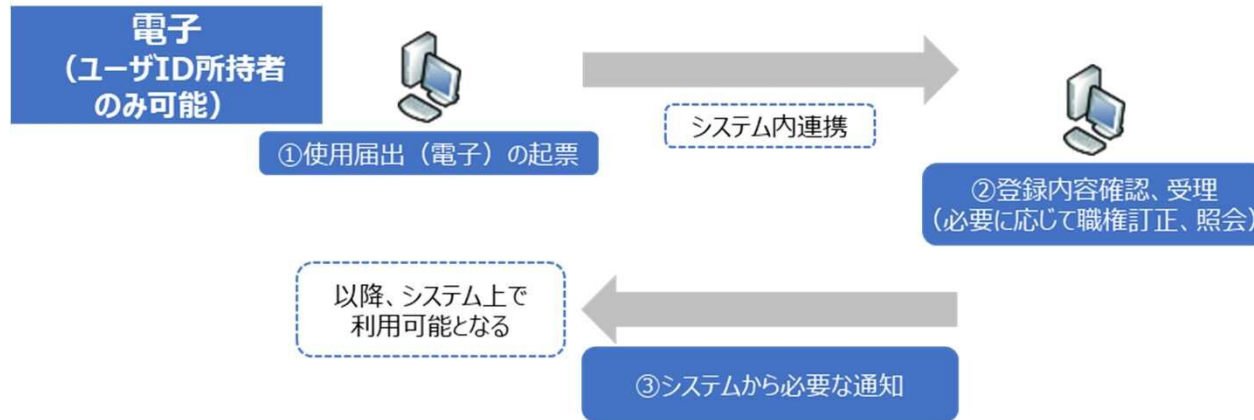 電子
（ユーザID所持者
のみ可能）
①使用届出（電子）の起票
システム内連携
②登録内容確認、受理
（必要に応じて職権訂正、照会）
以降、システム上で
利用可能となる
③システムから必要な通知